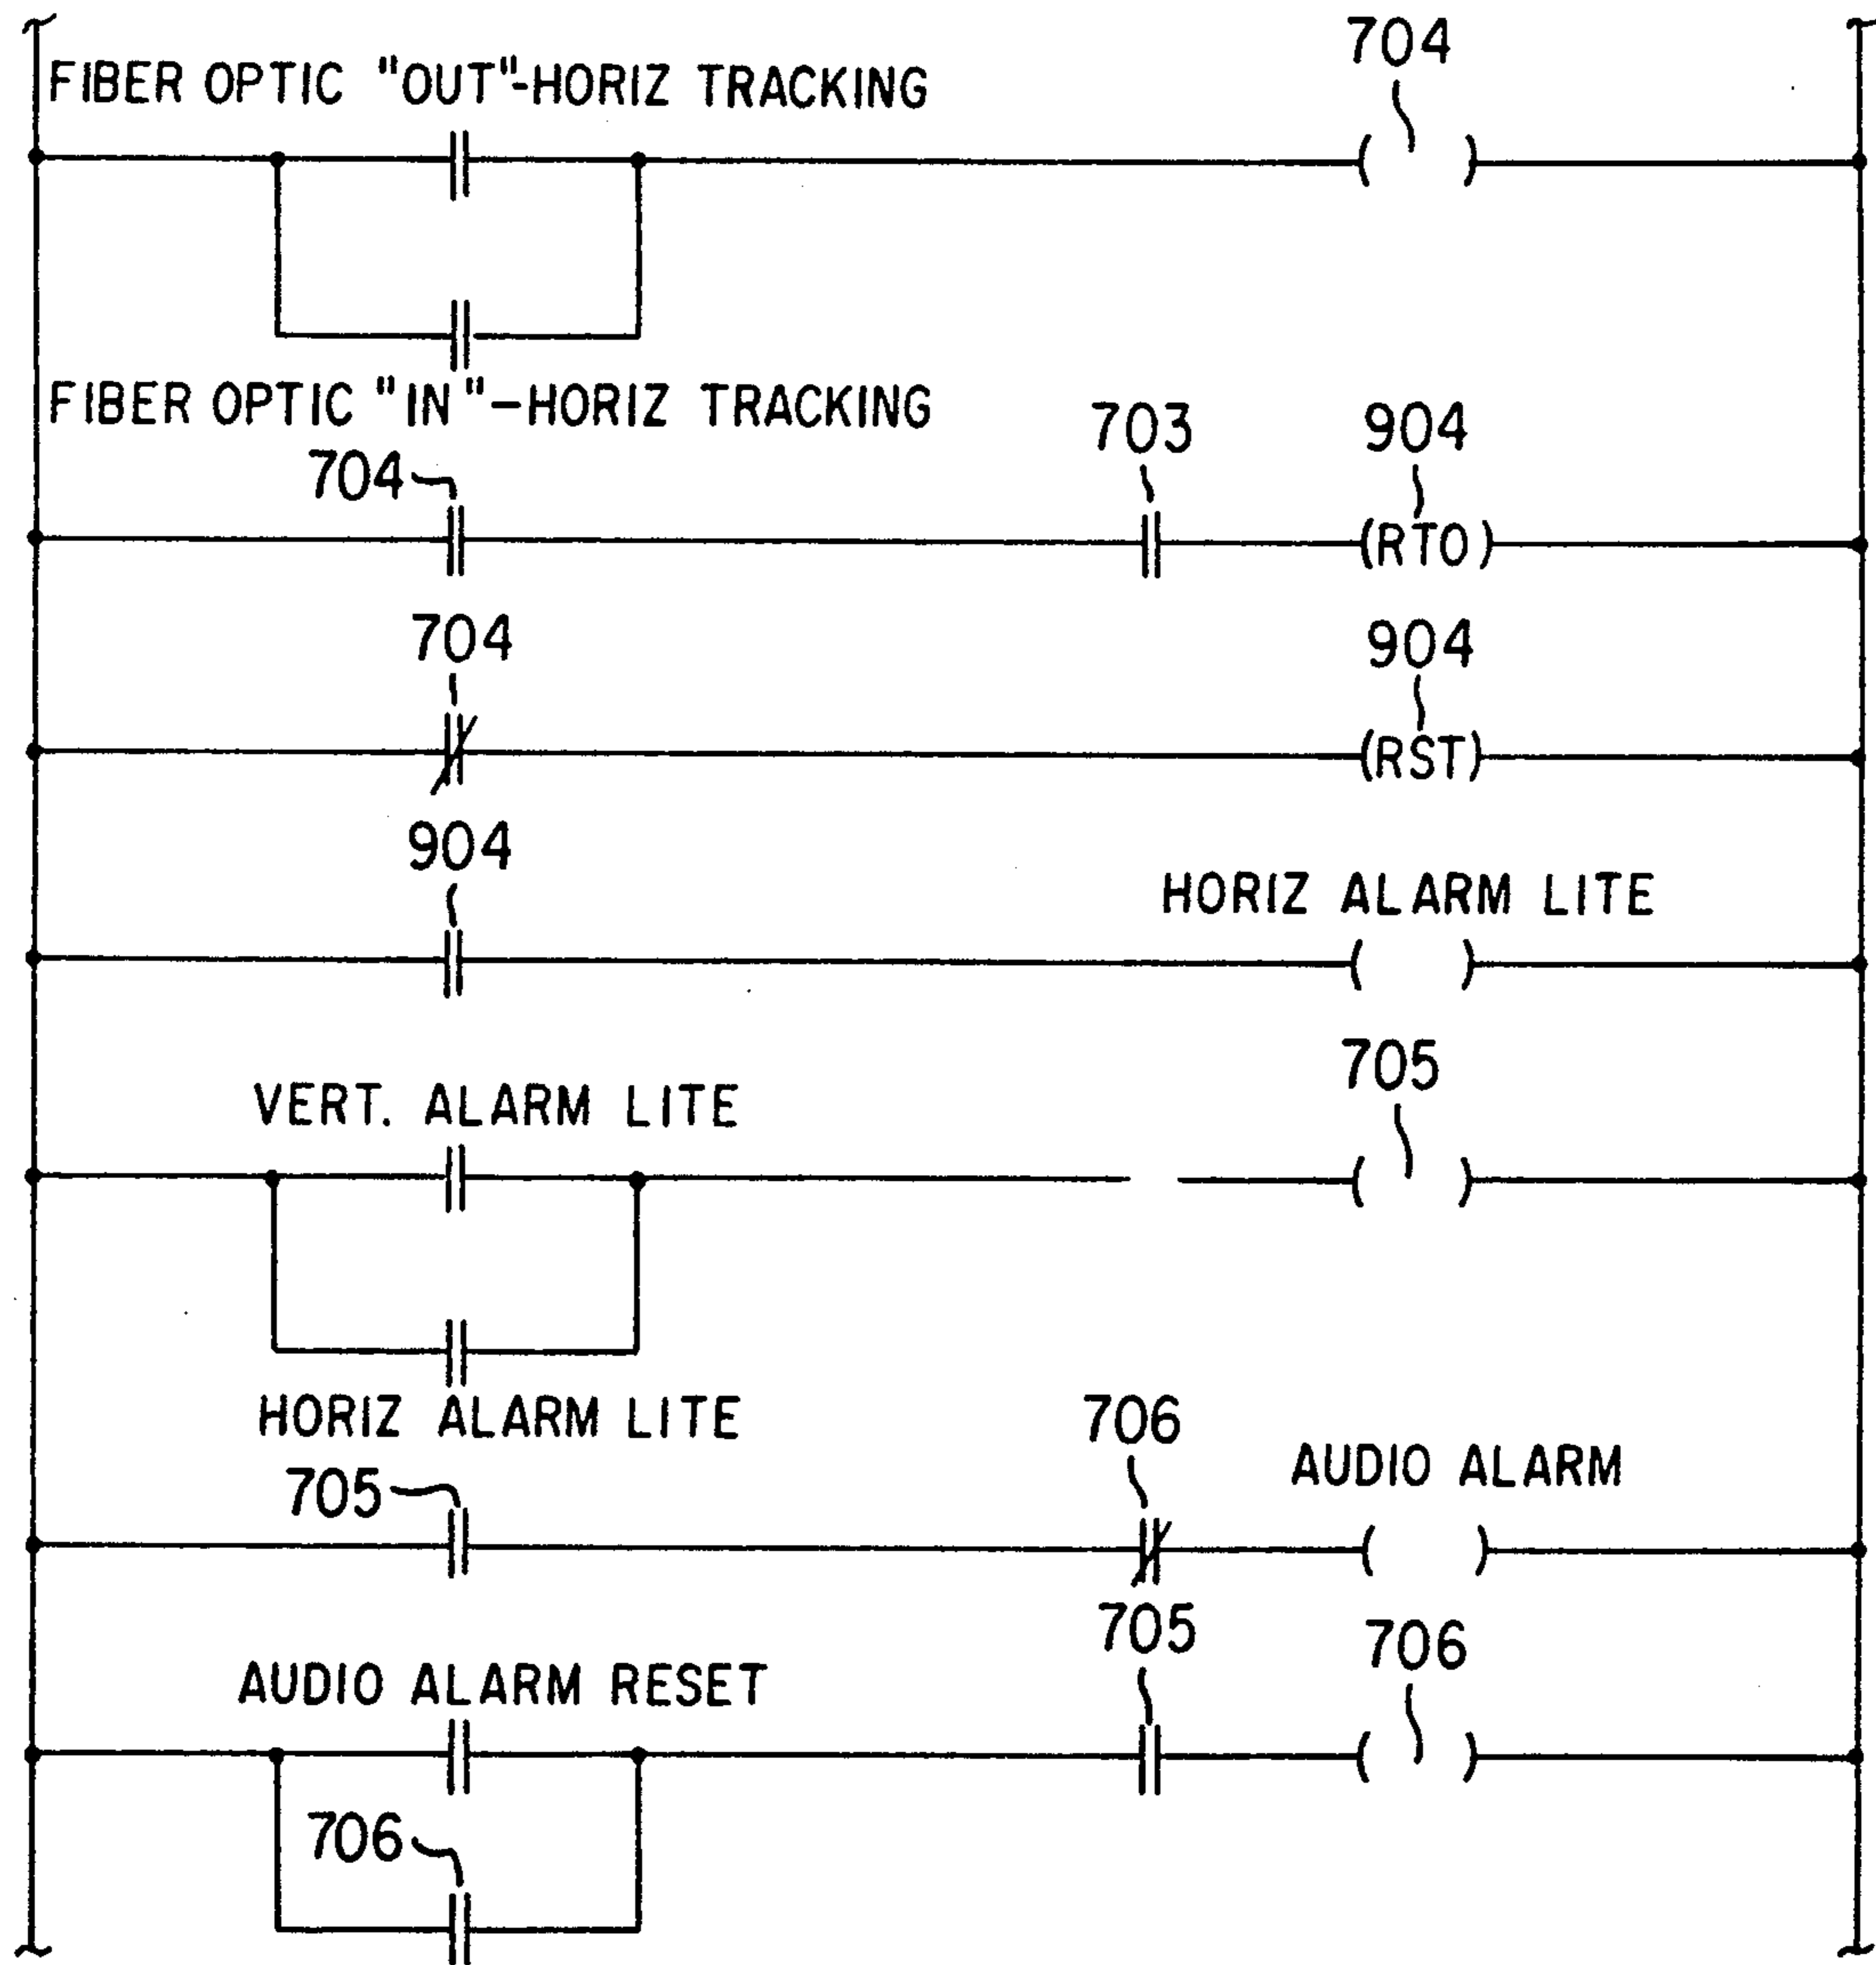 704
FIBER OPTIC "OUT"-HORIZ TRACKING
FIBER OPTIC "IN"-HORIZ TRACKING
703
904
704
(RTO)
704
904
(RST)
904
HORIZ ALARM LITE
705
VERT. ALARM LITE
HORIZ ALARM LITE
706
AUDIO ALARM
705
705
706
AUDIO ALARM RESET
706